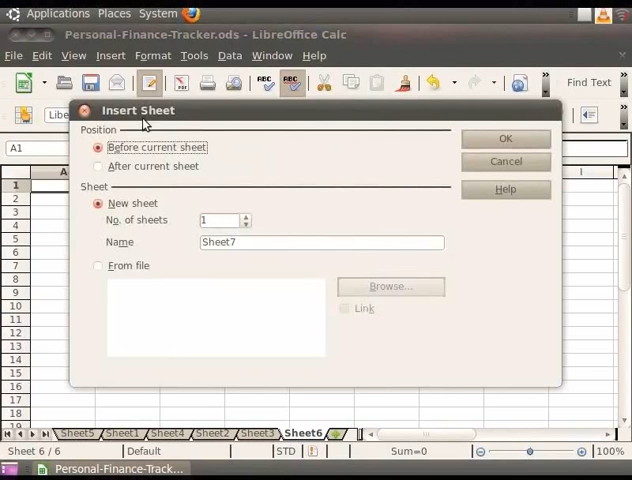 Applications Places System
Personal-Finance-Tracker.ods - LibreOffice Calc
File Edit View Insert Format Tools Data Window Help
Find Text
Insert Sheet
Position
Before current sheet
After current sheet
Sheet
New sheet
No. of sheets 1
Name Sheet7
From file
OK
Cancel
Help
Browse...
Link
A1
A I
1
2
3
4
5
6
7
8
9
10
11
12
13
14
15
16
17
18
19
Sheet5 Sheet1 Sheet4 Sheet2 Sheet3 Sheet6
Sheet 6 / 6 Default STD Sum=0 100%
Personal-Finance-Track...